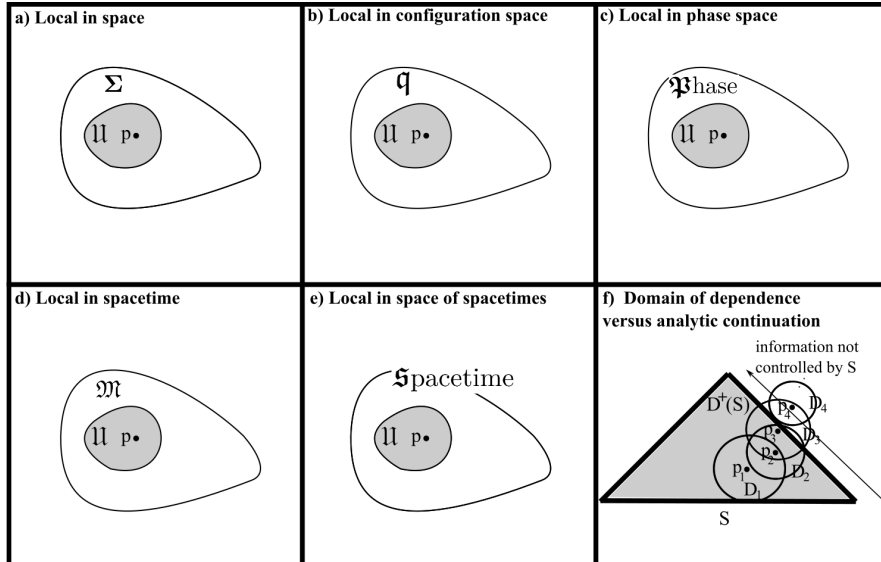 a) Local in space
Σ
𝔘 p
b) Local in configuration space
𝔮
𝔘 p
c) Local in phase space
𝔓hase
𝔘 p
d) Local in spacetime
𝔐
𝔘 p
e) Local in space of spacetimes
𝔖pacetime
𝔘 p
f) Domain of dependence
versus analytic continuation
information not
controlled by S
D⁺(S)
p₄ D₄
p₃ D₃
p₂ D₂
p₁ D₁
S